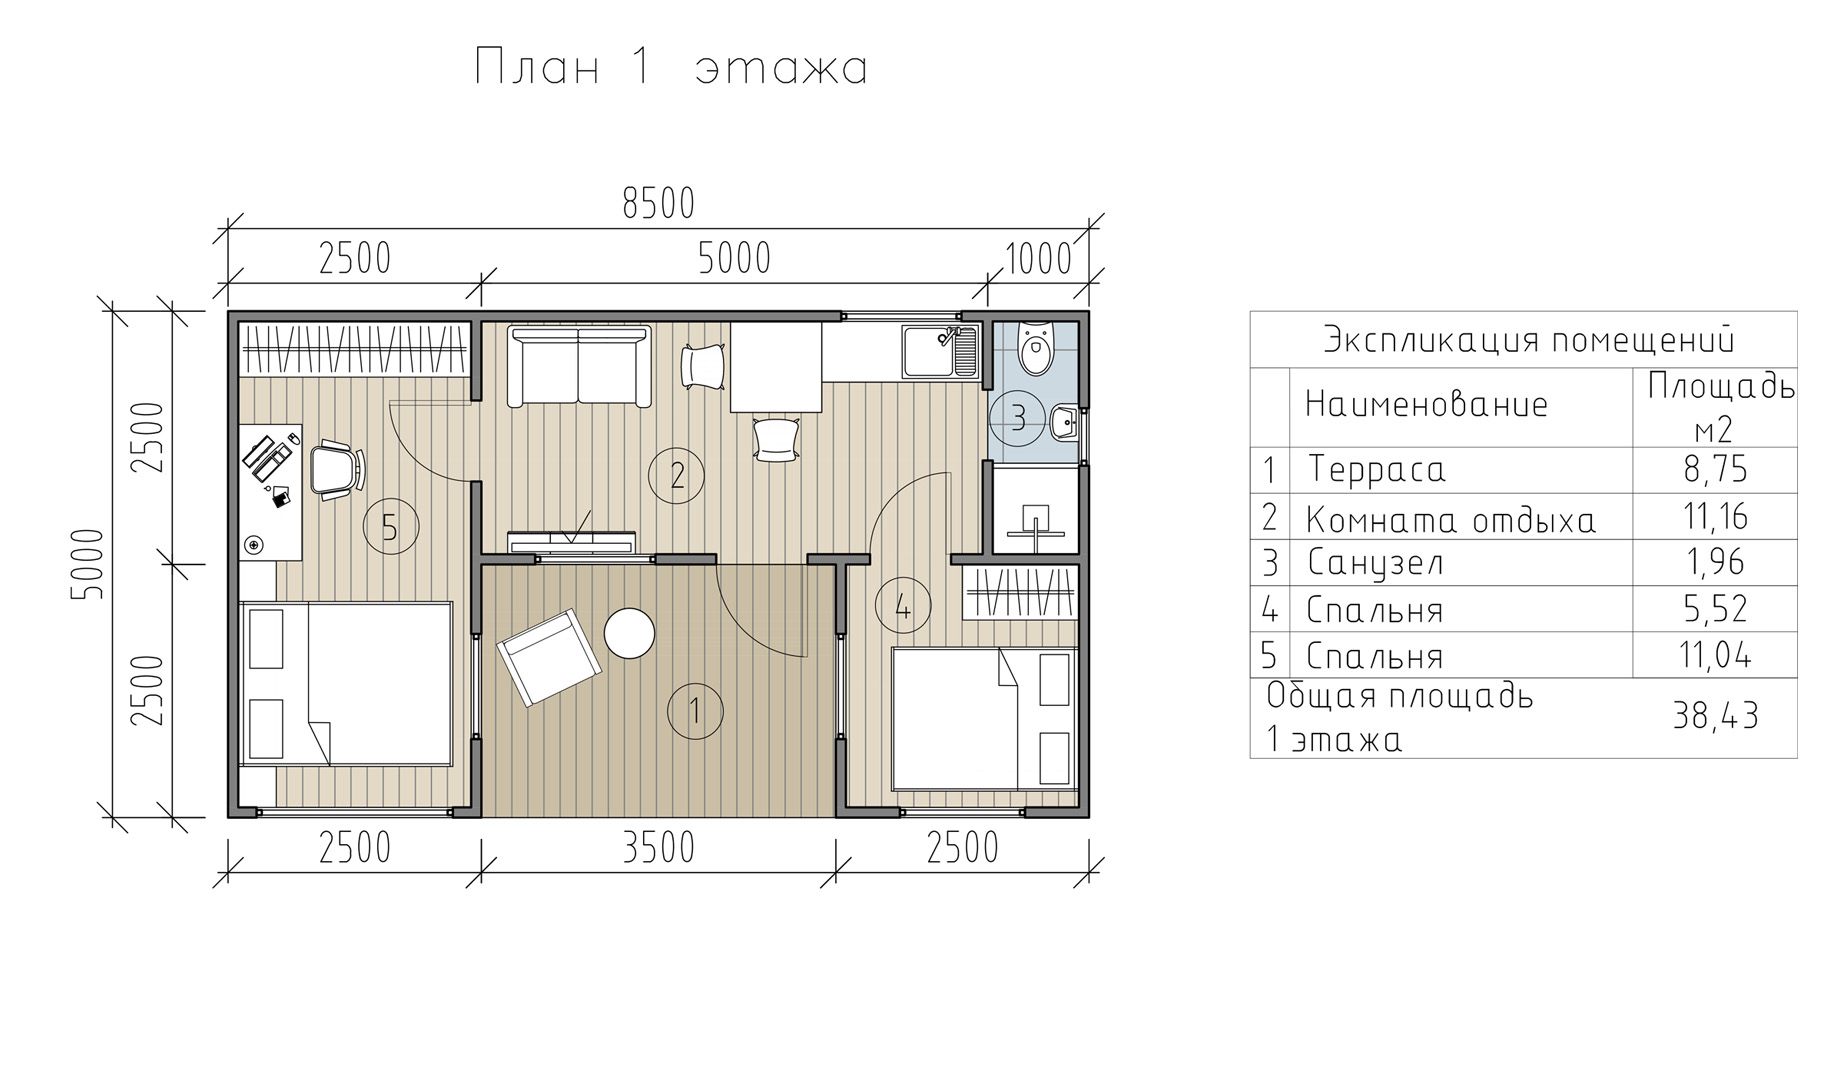 План 1 этажа
8500
2500 5000 1000
5000
2500
2500
5
2
3
4
1
2500 3500 2500
Экспликация помещений
Наименование Площадь м2
1 Терраса 8,75
2 Комната отдыха 11,16
3 Санузел 1,96
4 Спальня 5,52
5 Спальня 11,04
Общая площадь
1 этажа 38,43